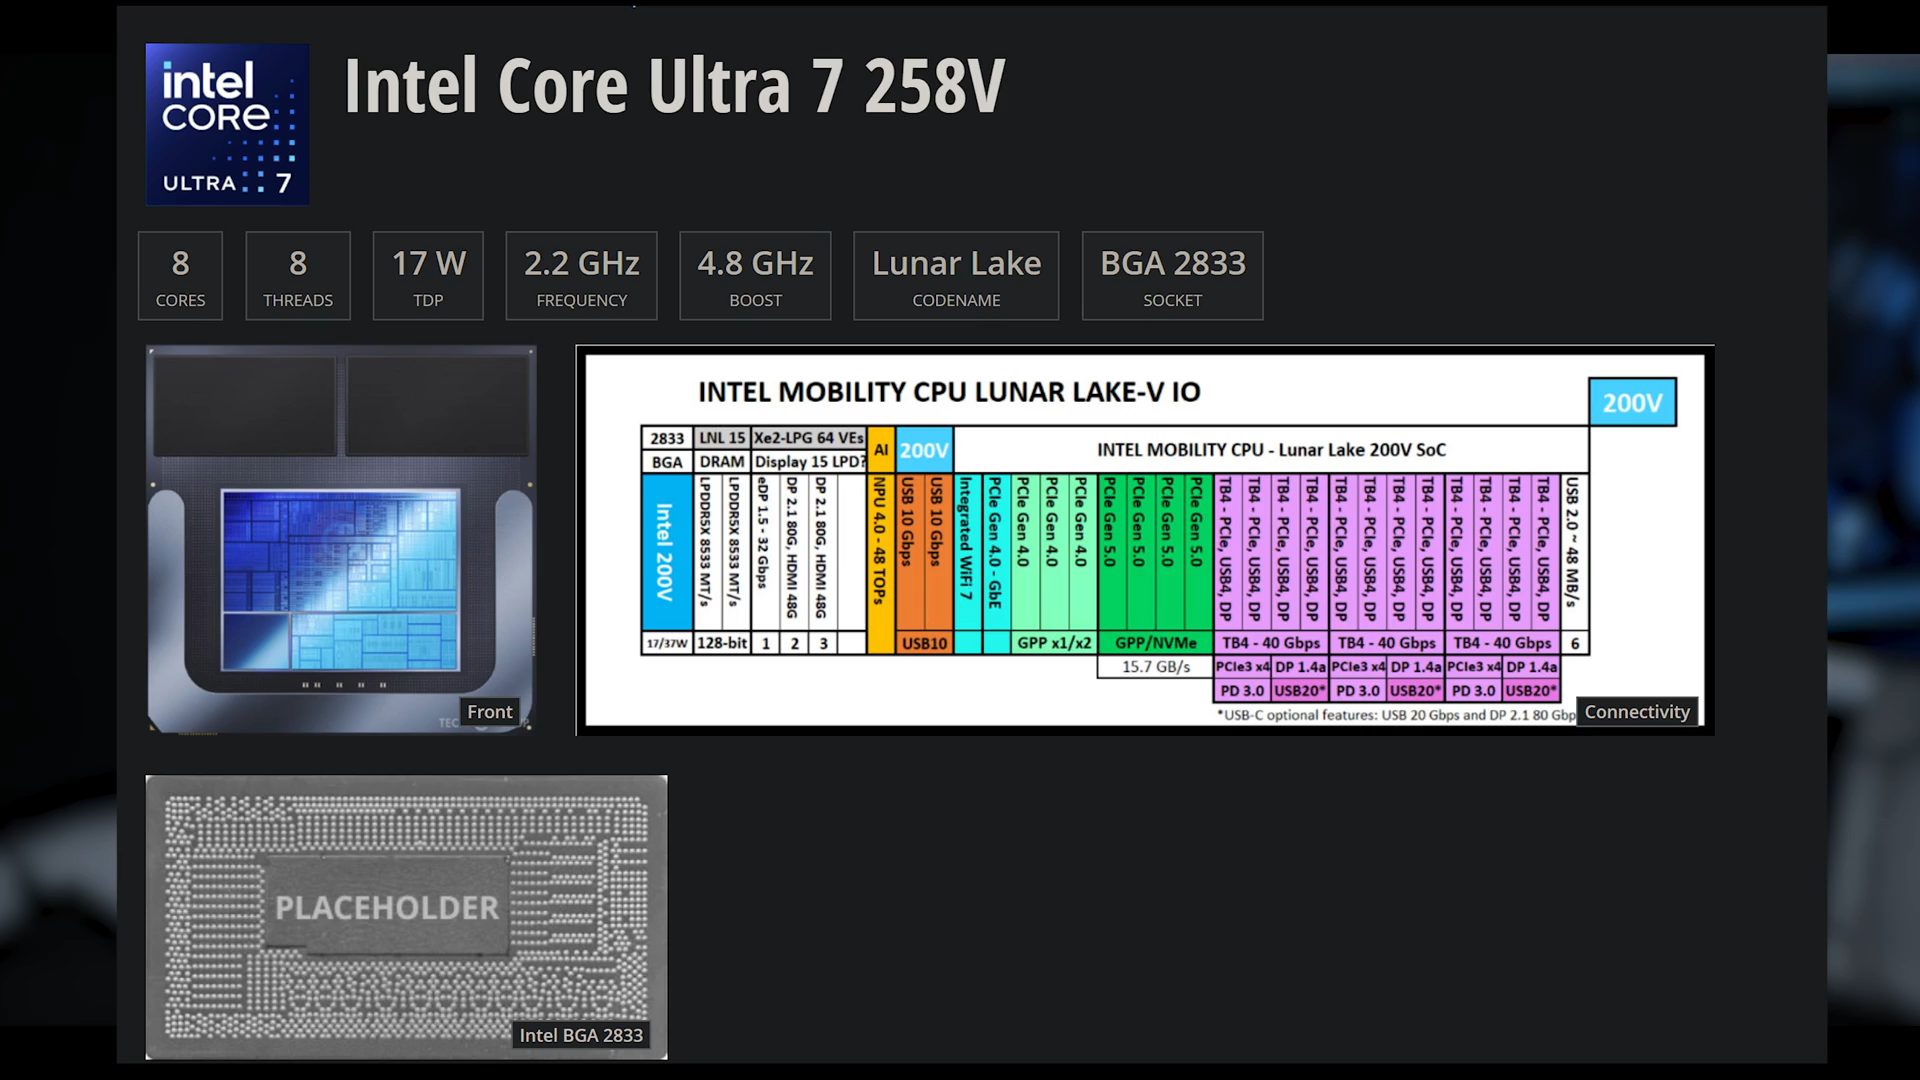 intel
CORE
ULTRA 7
Intel Core Ultra 7 258V
8
CORES
8
THREADS
17 W
TDP
2.2 GHz
FREQUENCY
4.8 GHz
BOOST
Lunar Lake
CODENAME
BGA 2833
SOCKET
Front
INTEL MOBILITY CPU LUNAR LAKE-V IO
200V
2833 LNL 15 Xe2-LPG 64 VEs AI 200V INTEL MOBILITY CPU - Lunar Lake 200V SoC
BGA DRAM Display 15 LPD?
Intel 200V
LPDDR5X 8533 MT/s
LPDDR5X 8533 MT/s
eDP 1.5 - 32 Gbps
DP 2.1 80G, HDMI 48G
DP 2.1 80G, HDMI 48G
NPU 4.0 - 48 TOPs
USB 10 Gbps
USB 10 Gbps
Integrated WiFi 7
PCIe Gen 4.0 - GbE
PCIe Gen 4.0
PCIe Gen 4.0
PCIe Gen 4.0
PCIe Gen 5.0
PCIe Gen 5.0
PCIe Gen 5.0
PCIe Gen 5.0
TB4 - PCIe, USB4, DP
TB4 - PCIe, USB4, DP
TB4 - PCIe, USB4, DP
TB4 - PCIe, USB4, DP
TB4 - PCIe, USB4, DP
TB4 - PCIe, USB4, DP
TB4 - PCIe, USB4, DP
TB4 - PCIe, USB4, DP
TB4 - PCIe, USB4, DP
TB4 - PCIe, USB4, DP
TB4 - PCIe, USB4, DP
TB4 - PCIe, USB4, DP
USB 2.0 ~ 48 MB/s
17/37W 128-bit 1 2 3 USB10 GPP x1/x2 GPP/NVMe TB4 - 40 Gbps TB4 - 40 Gbps TB4 - 40 Gbps 6
15.7 GB/s PCIe3 x4 DP 1.4a PCIe3 x4 DP 1.4a PCIe3 x4 DP 1.4a
PD 3.0 USB20* PD 3.0 USB20* PD 3.0 USB20*
*USB-C optional features: USB 20 Gbps and DP 2.1 80 Gbp
Connectivity
PLACEHOLDER
Intel BGA 2833